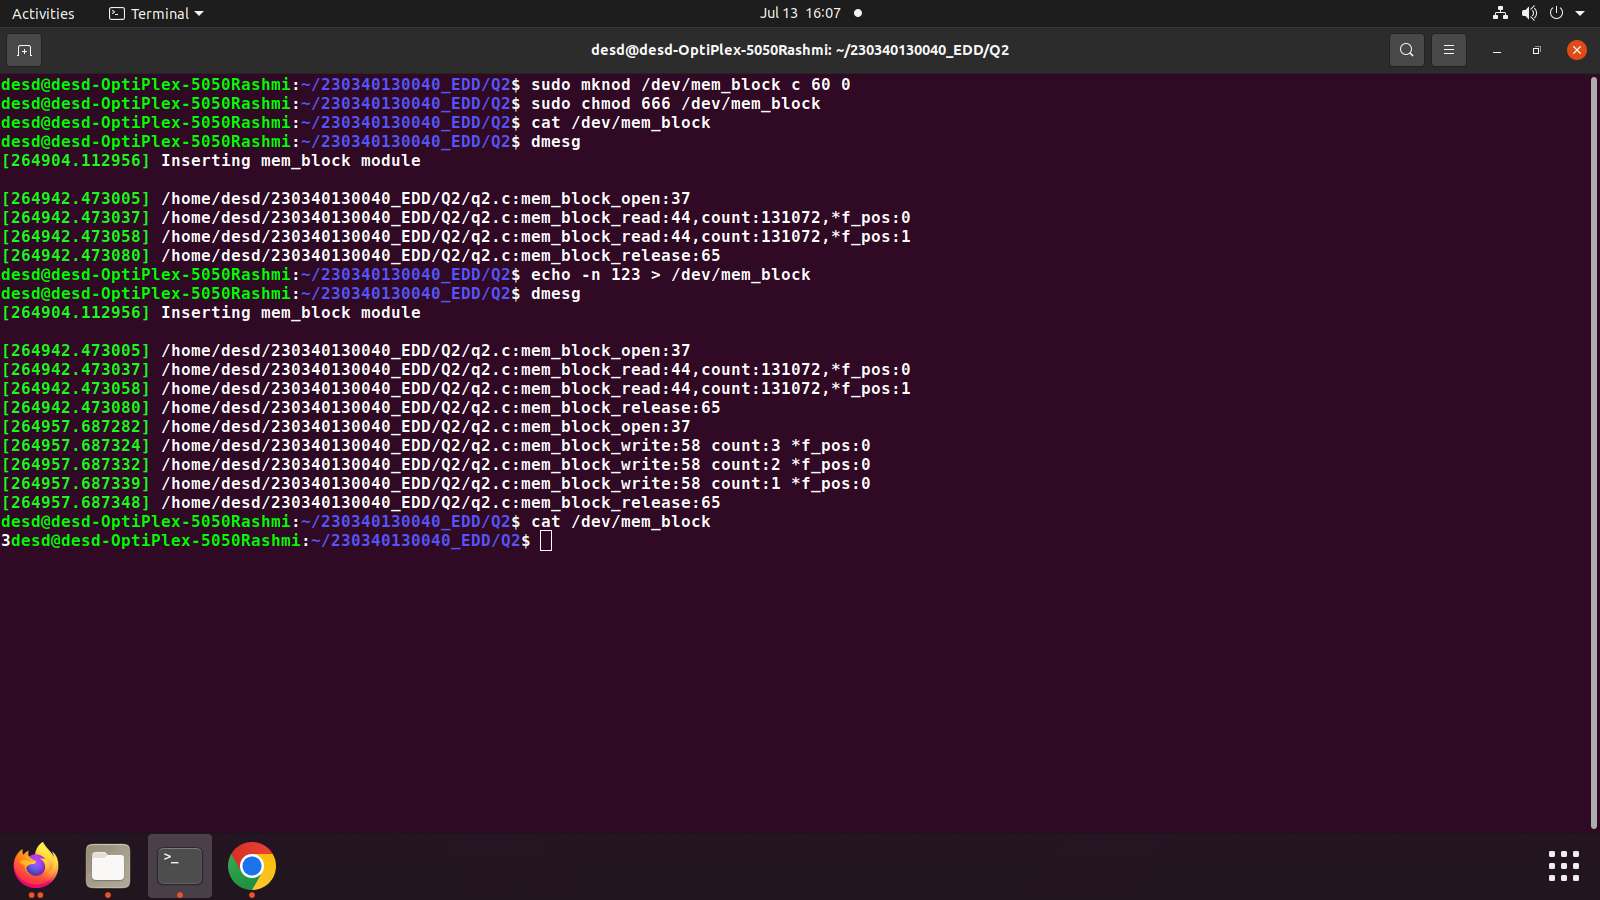 Activities Terminal Jul 13 16:07
desd@desd-OptiPlex-5050Rashmi: ~/230340130040_EDD/Q2
desd@desd-OptiPlex-5050Rashmi:~/230340130040_EDD/Q2$ sudo mknod /dev/mem_block c 60 0
desd@desd-OptiPlex-5050Rashmi:~/230340130040_EDD/Q2$ sudo chmod 666 /dev/mem_block
desd@desd-OptiPlex-5050Rashmi:~/230340130040_EDD/Q2$ cat /dev/mem_block
desd@desd-OptiPlex-5050Rashmi:~/230340130040_EDD/Q2$ dmesg
[264904.112956] Inserting mem_block module
[264942.473005] /home/desd/230340130040_EDD/Q2/q2.c:mem_block_open:37
[264942.473037] /home/desd/230340130040_EDD/Q2/q2.c:mem_block_read:44,count:131072,*f_pos:0
[264942.473058] /home/desd/230340130040_EDD/Q2/q2.c:mem_block_read:44,count:131072,*f_pos:1
[264942.473080] /home/desd/230340130040_EDD/Q2/q2.c:mem_block_release:65
desd@desd-OptiPlex-5050Rashmi:~/230340130040_EDD/Q2$ echo -n 123 > /dev/mem_block
desd@desd-OptiPlex-5050Rashmi:~/230340130040_EDD/Q2$ dmesg
[264904.112956] Inserting mem_block module
[264942.473005] /home/desd/230340130040_EDD/Q2/q2.c:mem_block_open:37
[264942.473037] /home/desd/230340130040_EDD/Q2/q2.c:mem_block_read:44,count:131072,*f_pos:0
[264942.473058] /home/desd/230340130040_EDD/Q2/q2.c:mem_block_read:44,count:131072,*f_pos:1
[264942.473080] /home/desd/230340130040_EDD/Q2/q2.c:mem_block_release:65
[264957.687282] /home/desd/230340130040_EDD/Q2/q2.c:mem_block_open:37
[264957.687324] /home/desd/230340130040_EDD/Q2/q2.c:mem_block_write:58 count:3 *f_pos:0
[264957.687332] /home/desd/230340130040_EDD/Q2/q2.c:mem_block_write:58 count:2 *f_pos:0
[264957.687339] /home/desd/230340130040_EDD/Q2/q2.c:mem_block_write:58 count:1 *f_pos:0
[264957.687348] /home/desd/230340130040_EDD/Q2/q2.c:mem_block_release:65
desd@desd-OptiPlex-5050Rashmi:~/230340130040_EDD/Q2$ cat /dev/mem_block
3desd@desd-OptiPlex-5050Rashmi:~/230340130040_EDD/Q2$